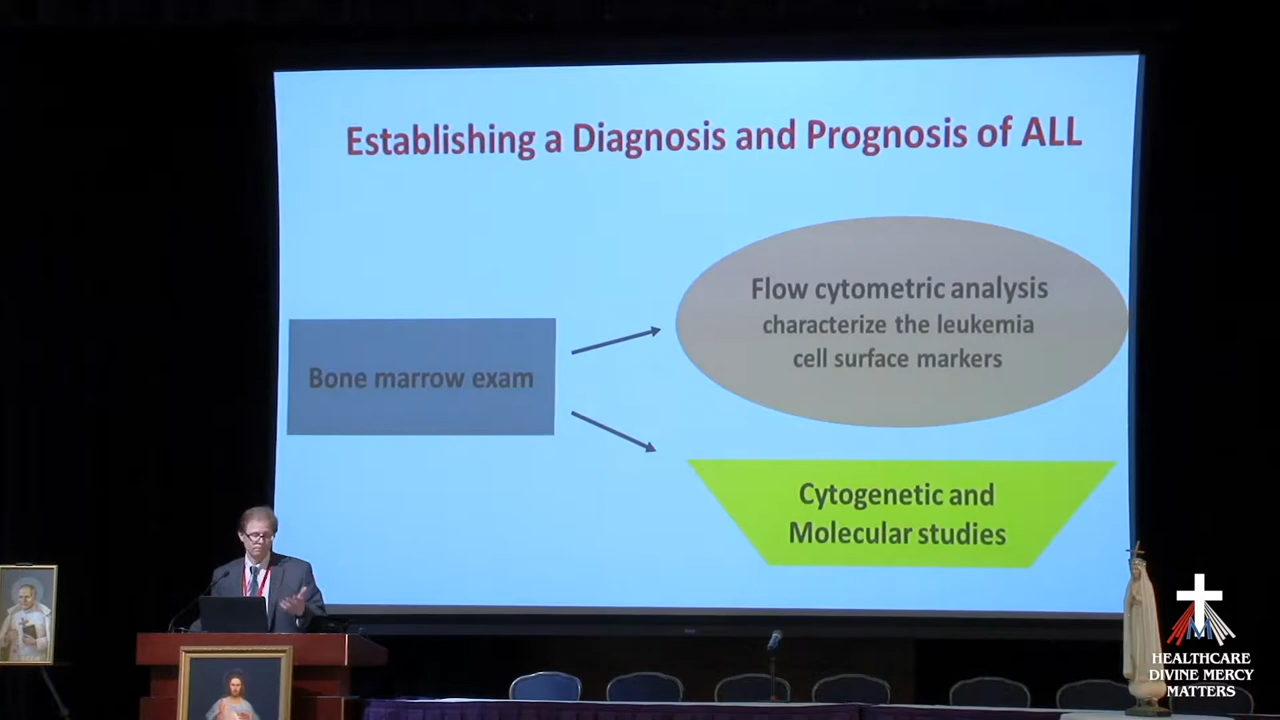 Establishing a Diagnosis and Prognosis of ALL
Bone marrow exam
Flow cytometric analysis
characterize the leukemia
cell surface markers
Cytogenetic and
Molecular studies
HEALTHCARE
DIVINE MERCY
MATTERS